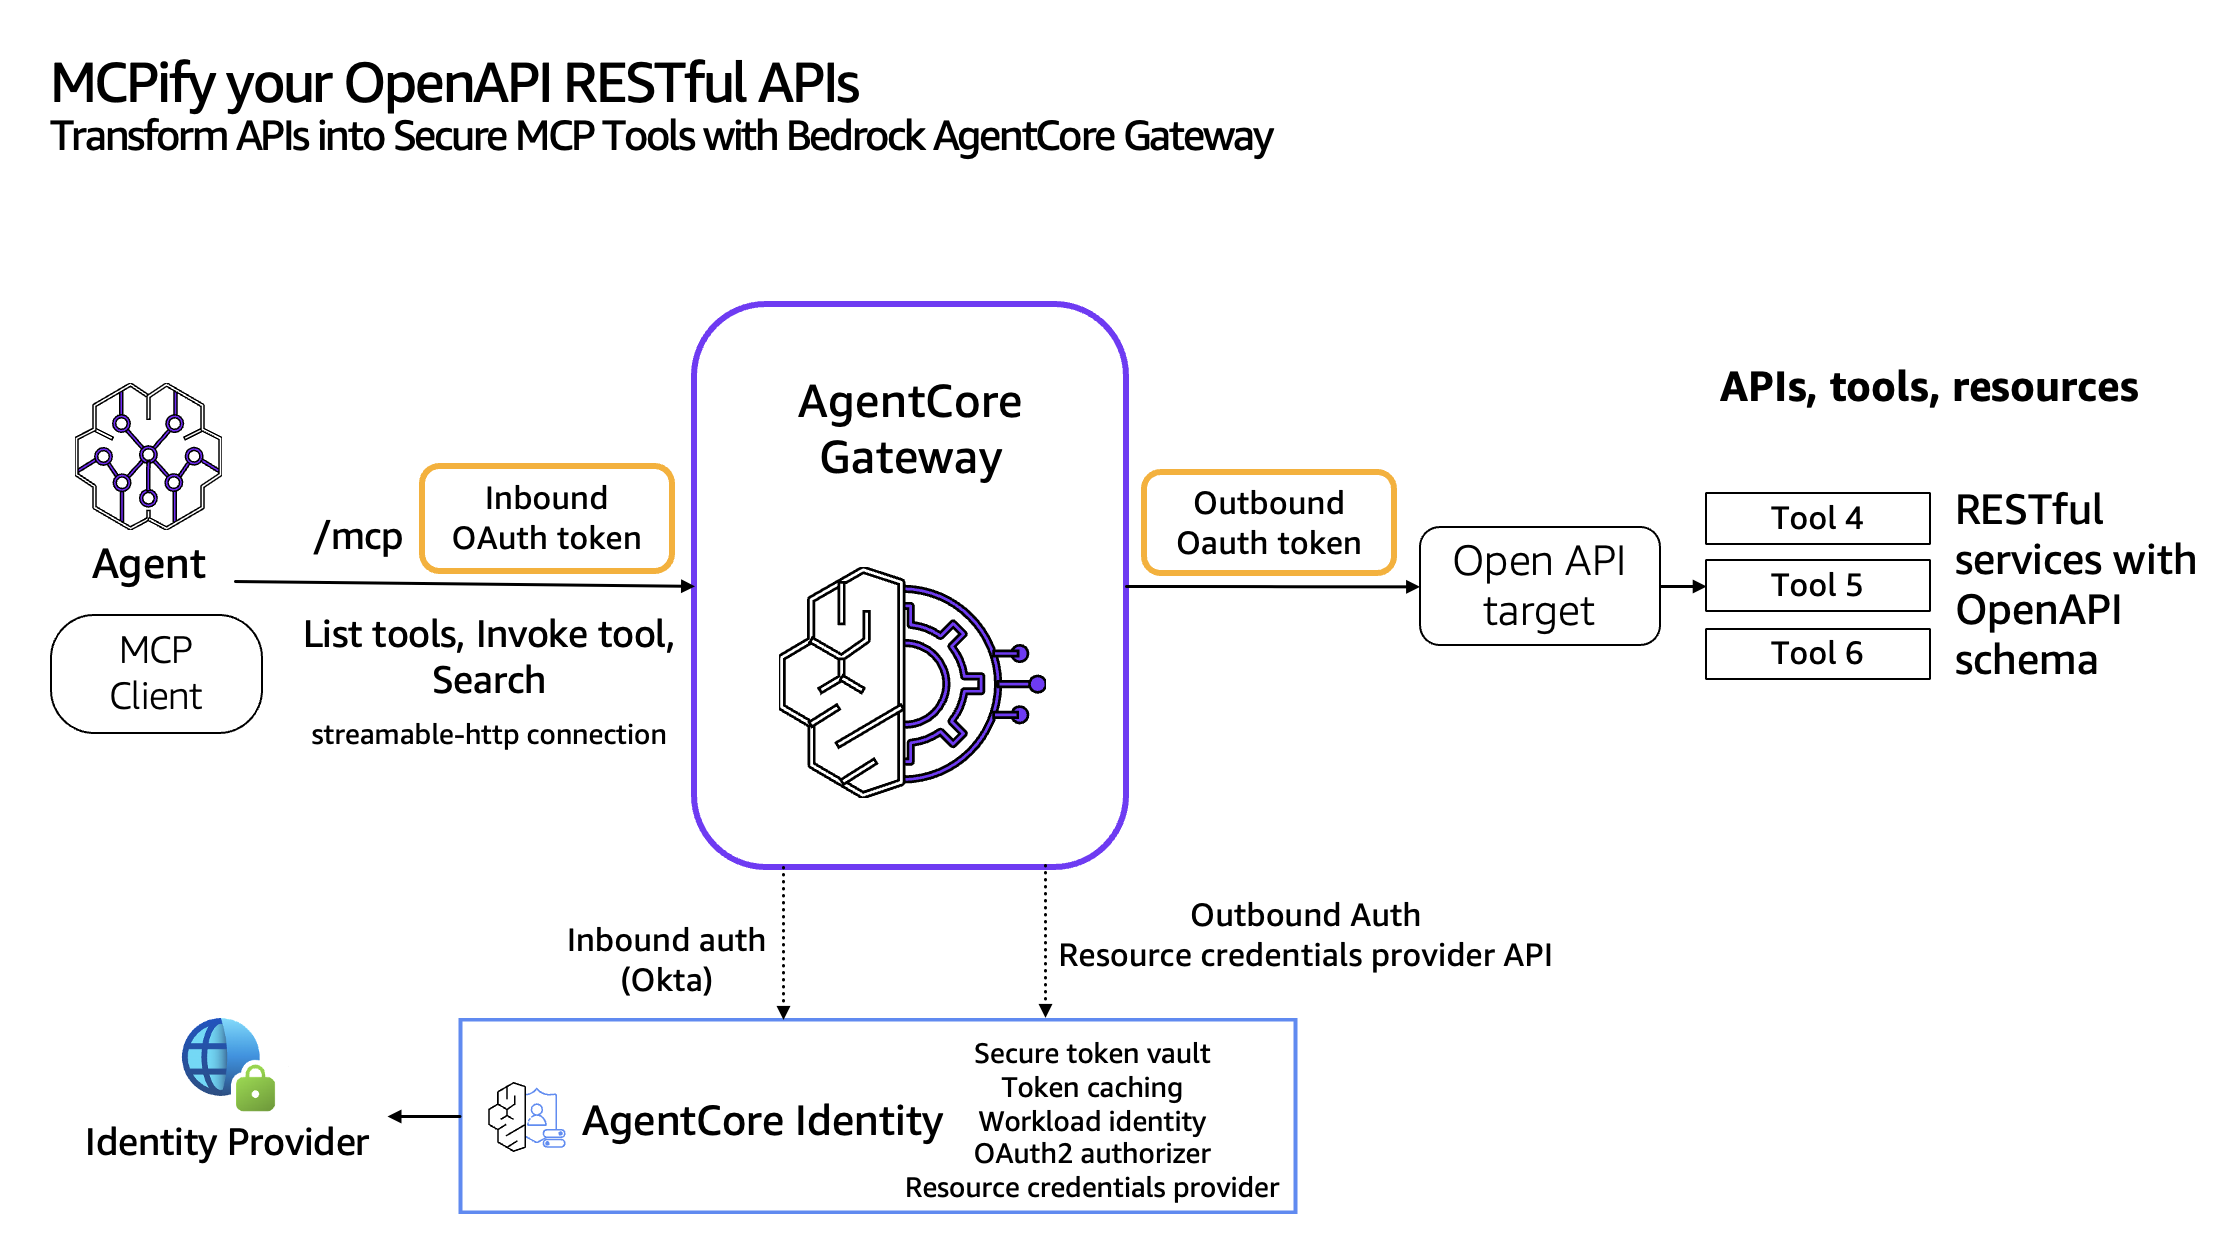 MCPify your OpenAPI RESTful APIs
Transform APIs into Secure MCP Tools with Bedrock AgentCore Gateway
Agent
MCP
Client
/mcp
Inbound
OAuth token
List tools, Invoke tool,
Search
streamable-http connection
AgentCore
Gateway
Outbound
Oauth token
Open API
target
APIs, tools, resources
Tool 4
Tool 5
Tool 6
RESTful
services with
OpenAPI
schema
Inbound auth
(Okta)
Outbound Auth
Resource credentials provider API
Identity Provider
AgentCore Identity
Secure token vault
Token caching
Workload identity
OAuth2 authorizer
Resource credentials provider